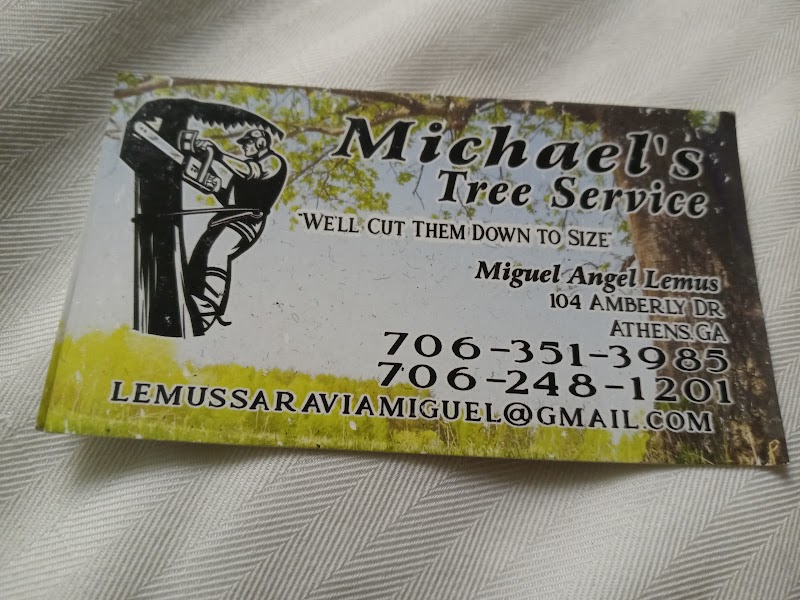 Michael's
Tree Service
"WE'LL CUT THEM DOWN TO SIZE"
Miguel Angel Lemus
104 AMBERLY DR
ATHENS, GA
706-351-3985
706-248-1201
LEMUSSARAVIAMIGUEL@GMAIL.COM